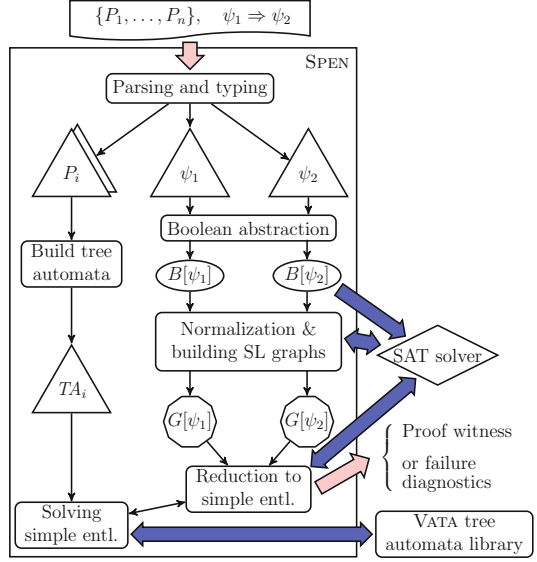 {P₁, . . . , Pₙ},   ψ₁ ⇒ ψ₂
SPEN
Parsing and typing
Pᵢ
ψ₁
ψ₂
Boolean abstraction
Build tree
automata
B[ψ₁]
B[ψ₂]
Normalization &
building SL graphs
SAT solver
TAᵢ
G[ψ₁]
G[ψ₂]
Proof witness
or failure
diagnostics
Reduction to
simple entl.
Solving
simple entl.
VATA tree
automata library